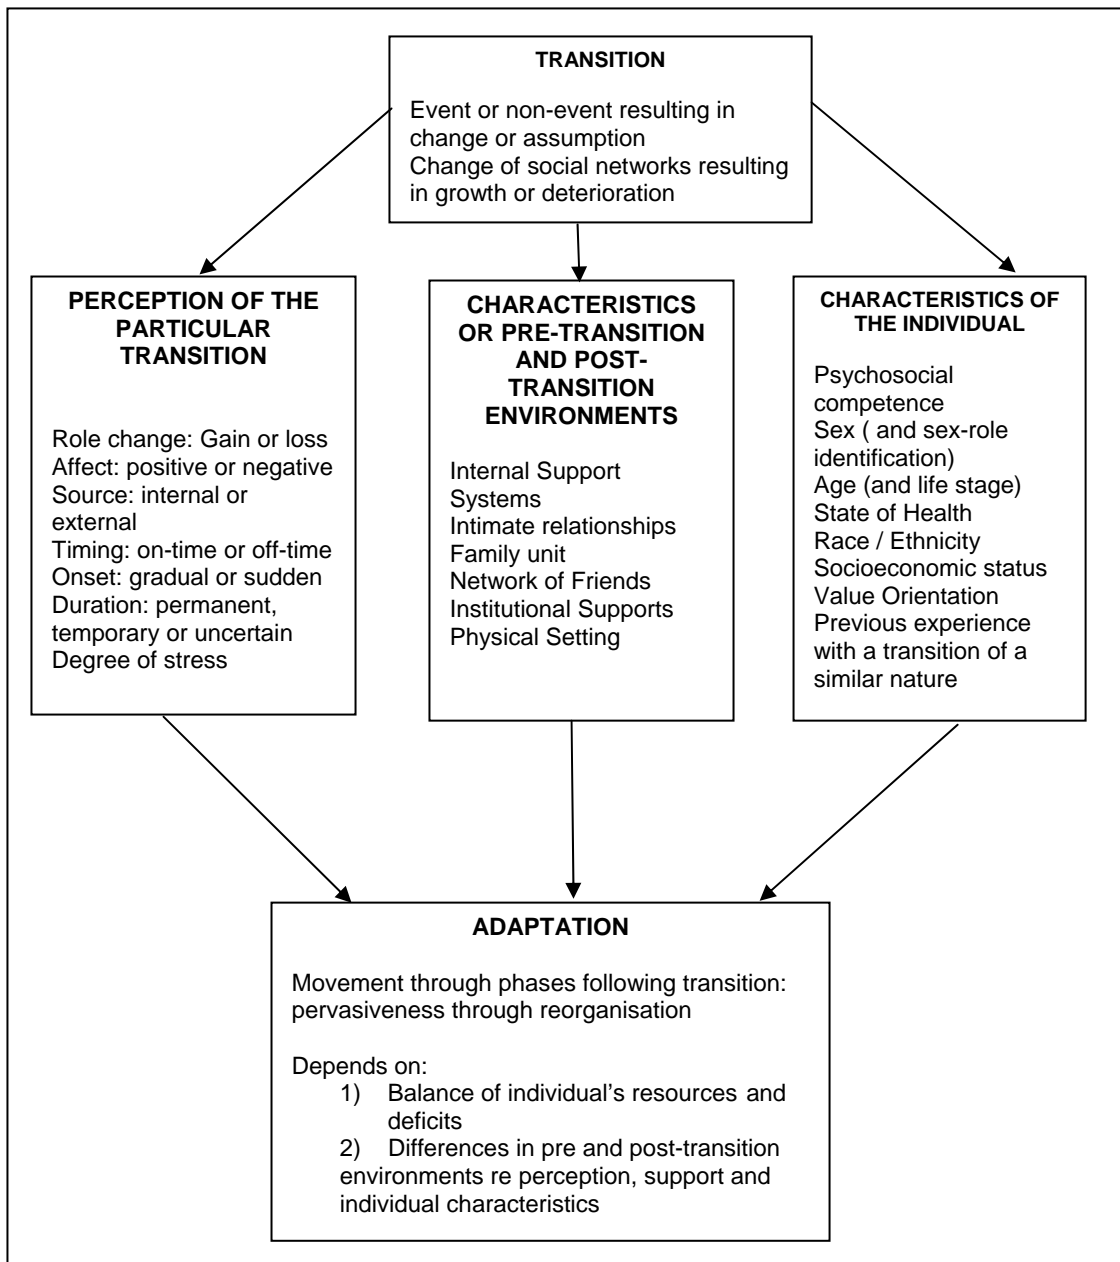 TRANSITION
Event or non-event resulting in
change or assumption
Change of social networks resulting
in growth or deterioration
PERCEPTION OF THE
PARTICULAR
TRANSITION
Role change: Gain or loss
Affect: positive or negative
Source: internal or
external
Timing: on-time or off-time
Onset: gradual or sudden
Duration: permanent,
temporary or uncertain
Degree of stress
CHARACTERISTICS
OR PRE-TRANSITION
AND POST-
TRANSITION
ENVIRONMENTS
Internal Support
Systems
Intimate relationships
Family unit
Network of Friends
Institutional Supports
Physical Setting
CHARACTERISTICS OF
THE INDIVIDUAL
Psychosocial
competence
Sex ( and sex-role
identification)
Age (and life stage)
State of Health
Race / Ethnicity
Socioeconomic status
Value Orientation
Previous experience
with a transition of a
similar nature
ADAPTATION
Movement through phases following transition:
pervasiveness through reorganisation
Depends on:
1) Balance of individual’s resources and
deficits
2) Differences in pre and post-transition
environments re perception, support and
individual characteristics